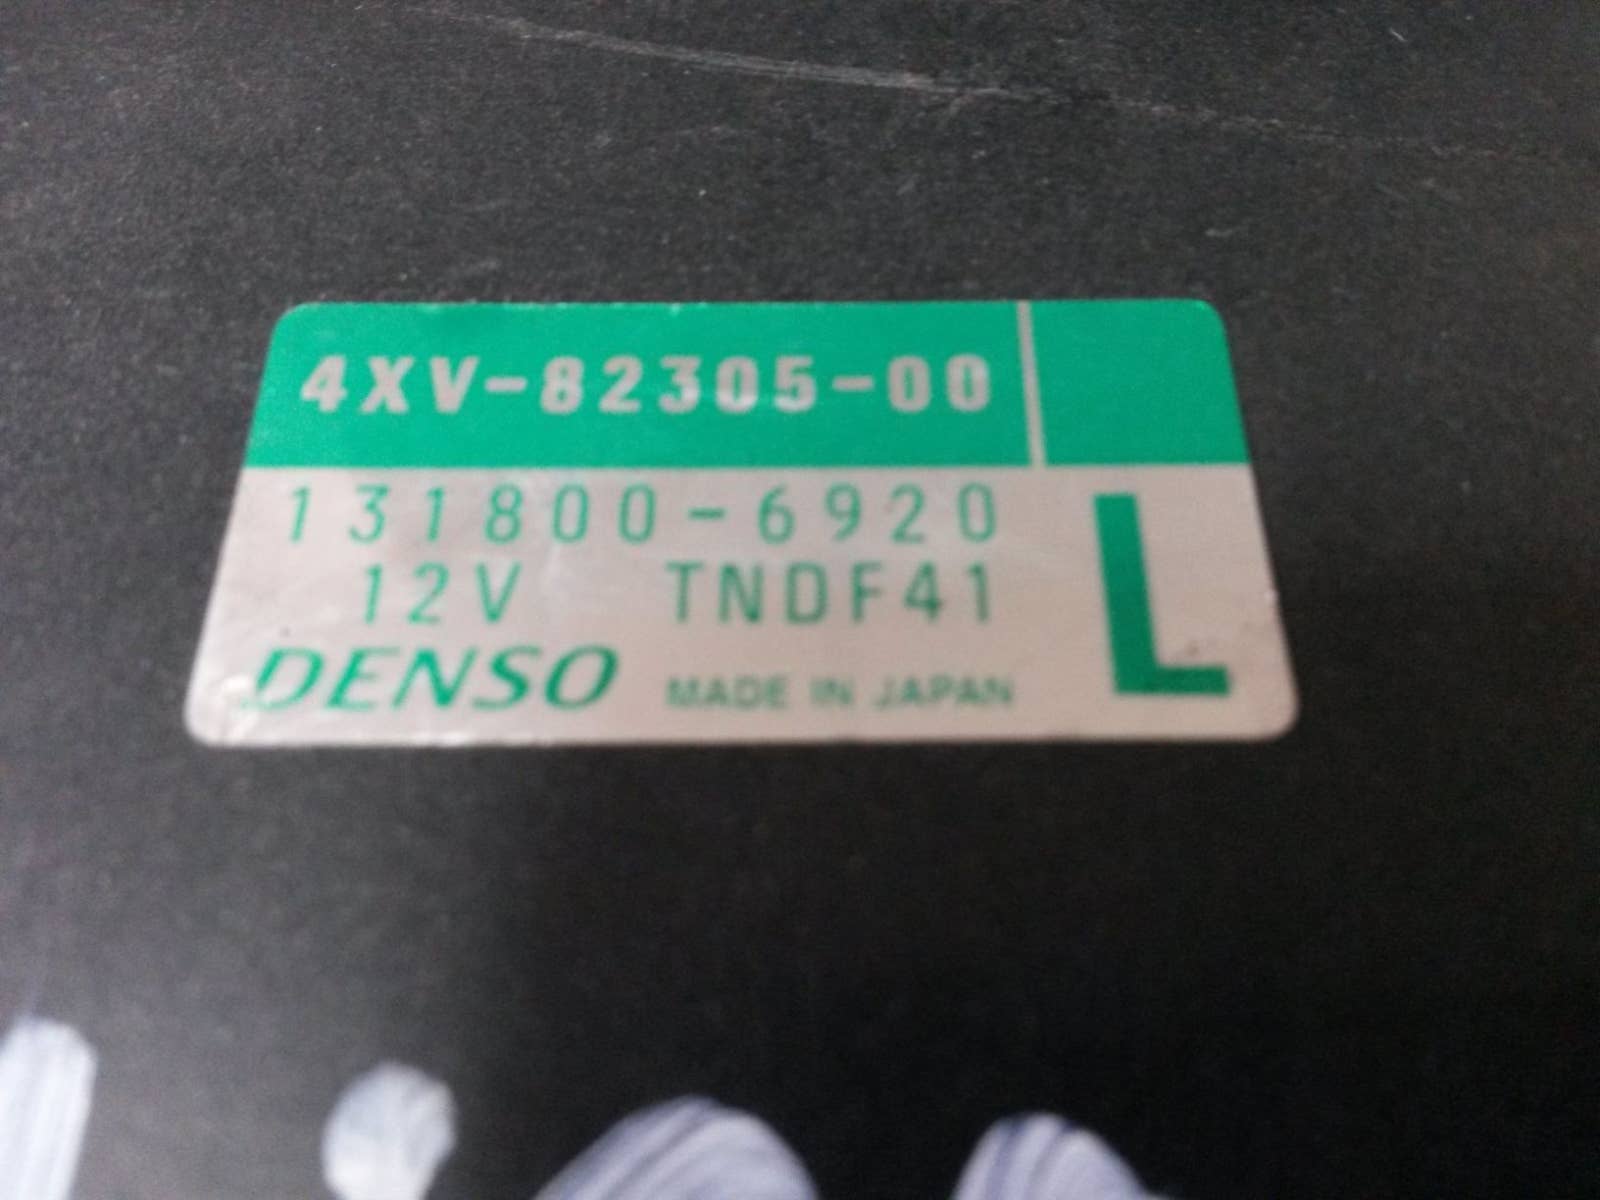 4XV-82305-00
131800-6920
12V TNDF41
DENSO MADE IN JAPAN
L